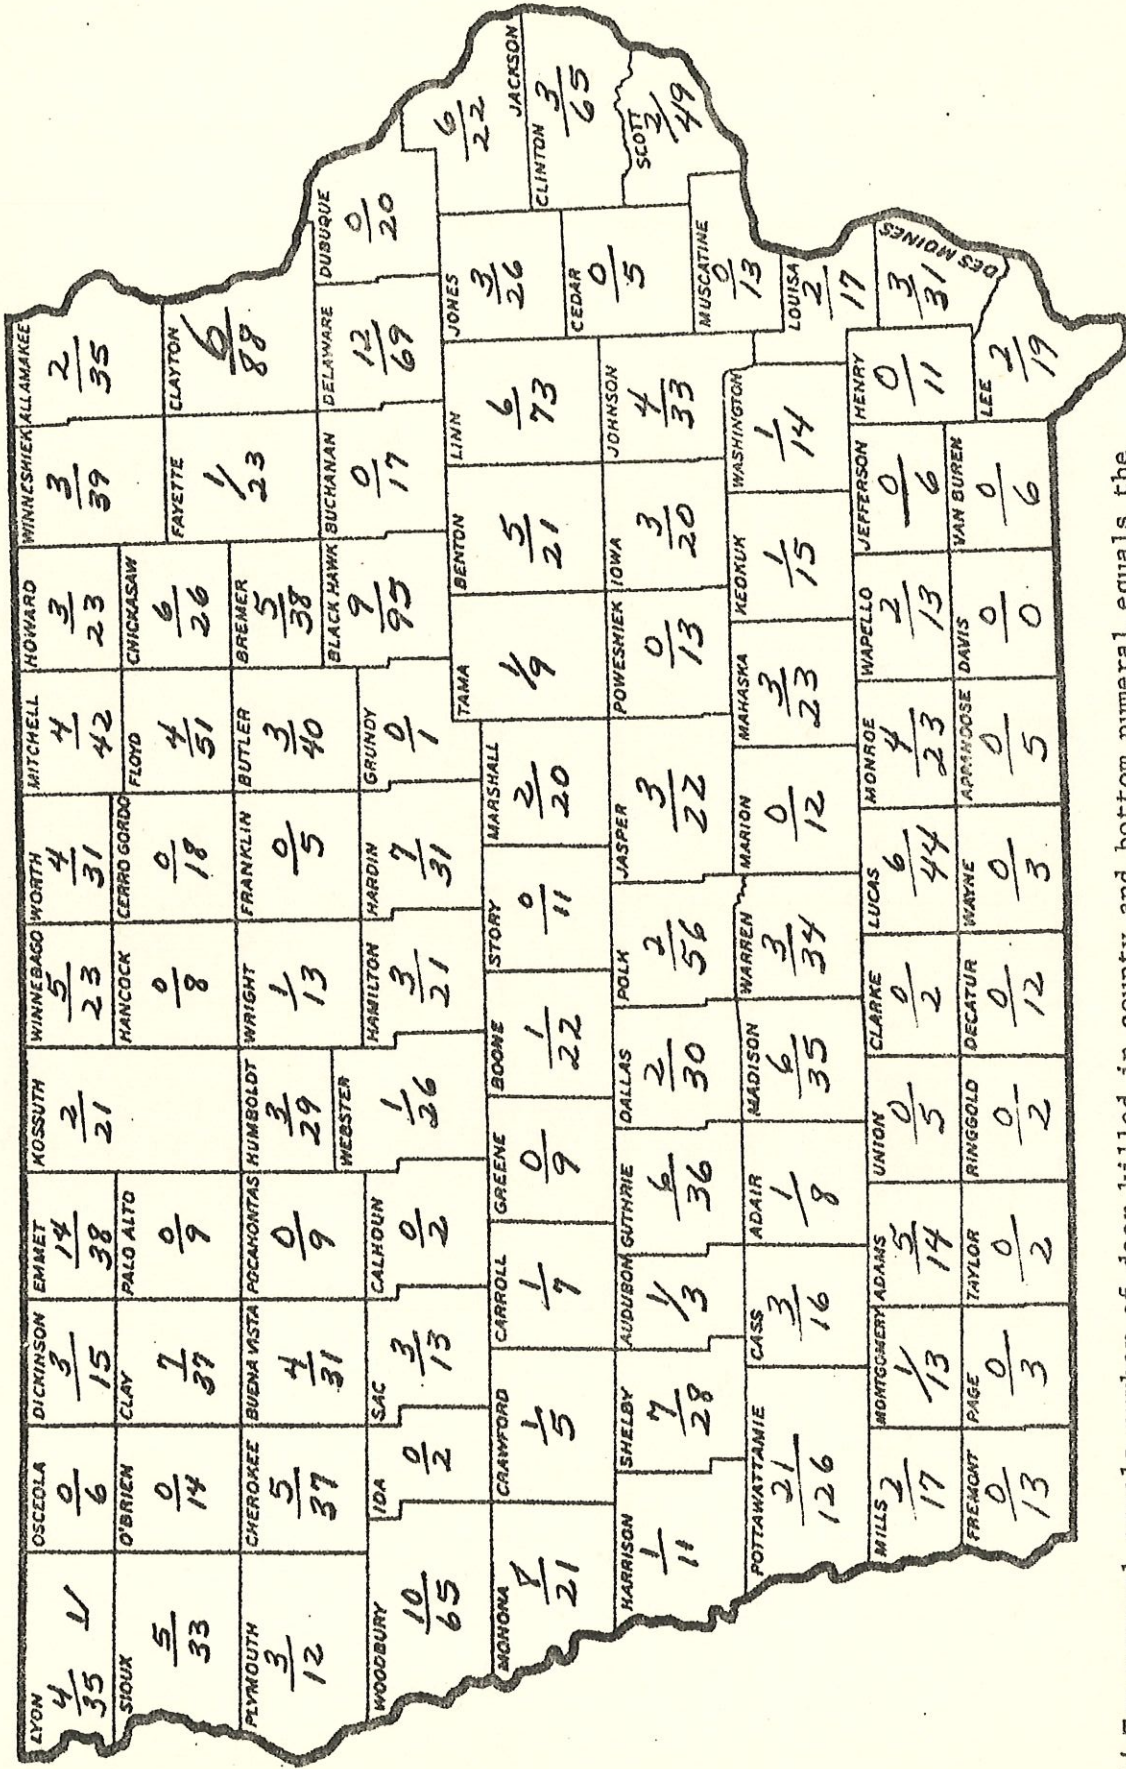 LYON
4/35 1/
OSCEOLA
0/6
DICKINSON
3/15
EMMET
14/38
KOSSUTH
2/21
WINNEBAGO
5/23
WORTH
4/31
MITCHELL
4/42
HOWARD
3/23
WINNESHIEK
3/39
ALLAMAKEE
2/35
SIOUX
5/33
O'BRIEN
0/14
CLAY
7/37
PALO ALTO
0/9
HANCOCK
0/8
CERRO GORDO
0/18
FLOYD
4/51
CHICKASAW
6/26
FAYETTE
1/23
CLAYTON
6/88
PLYMOUTH
3/12
CHEROKEE
5/37
BUENA VISTA
4/31
POCAHONTAS
0/9
HUMBOLDT
3/29
WRIGHT
1/13
FRANKLIN
0/5
BUTLER
3/40
BREMER
5/38
WEBSTER
1/26
BLACK HAWK
9/95
BUCHANAN
0/17
DELAWARE
12/69
DUBUQUE
0/20
WOODBURY
10/65
IDA
0/2
SAC
3/13
CALHOUN
0/2
HAMILTON
3/21
HARDIN
7/31
GRUNDY
0/1
TAMA
1/9
BENTON
5/21
LINN
6/73
JONES
3/26
JACKSON
6/22
MONONA
/21
CRAWFORD
1/5
CARROLL
1/7
GREENE
0/9
BOONE
1/22
STORY
0/11
MARSHALL
2/20
CLINTON
3/65
CEDAR
0/5
SCOTT
2/49
HARRISON
1/11
SHELBY
7/28
AUDUBON
1/3
GUTHRIE
6/36
DALLAS
2/30
POLK
2/56
JASPER
3/22
POWESHIEK
0/13
IOWA
3/20
JOHNSON
4/33
MUSCATINE
0/13
POTTAWATTAMIE
21/126
CASS
3/16
ADAIR
1/8
MADISON
6/35
WARREN
3/34
MARION
0/12
MAHASKA
3/23
KEOKUK
1/15
WASHINGTON
1/14
LOUISA
2/17
MILLS
2/17
MONTGOMERY
1/13
ADAMS
5/14
UNION
0/5
CLARKE
0/2
LUCAS
6/44
MONROE
4/23
WAPELLO
2/13
JEFFERSON
0/6
HENRY
0/11
DES MOINES
3/31
FREMONT
0/13
PAGE
0/3
TAYLOR
0/2
RINGGOLD
0/2
DECATUR
0/12
WAYNE
0/3
APPANOOSE
0/5
DAVIS
0/0
VAN BUREN
0/6
LEE
2/19
number of deer killed in county and bottom numeral equals the